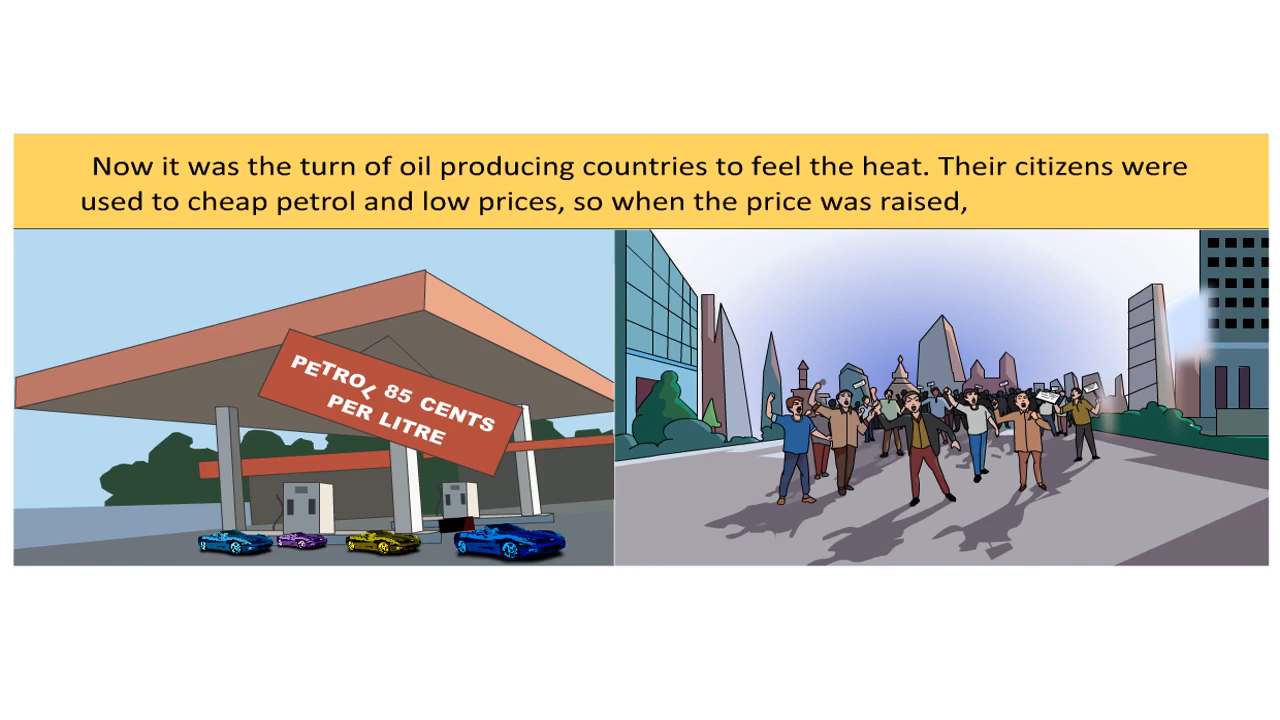 Now it was the turn of oil producing countries to feel the heat. Their citizens were
used to cheap petrol and low prices, so when the price was raised,
PETROL 85 CENTS
PER LITRE